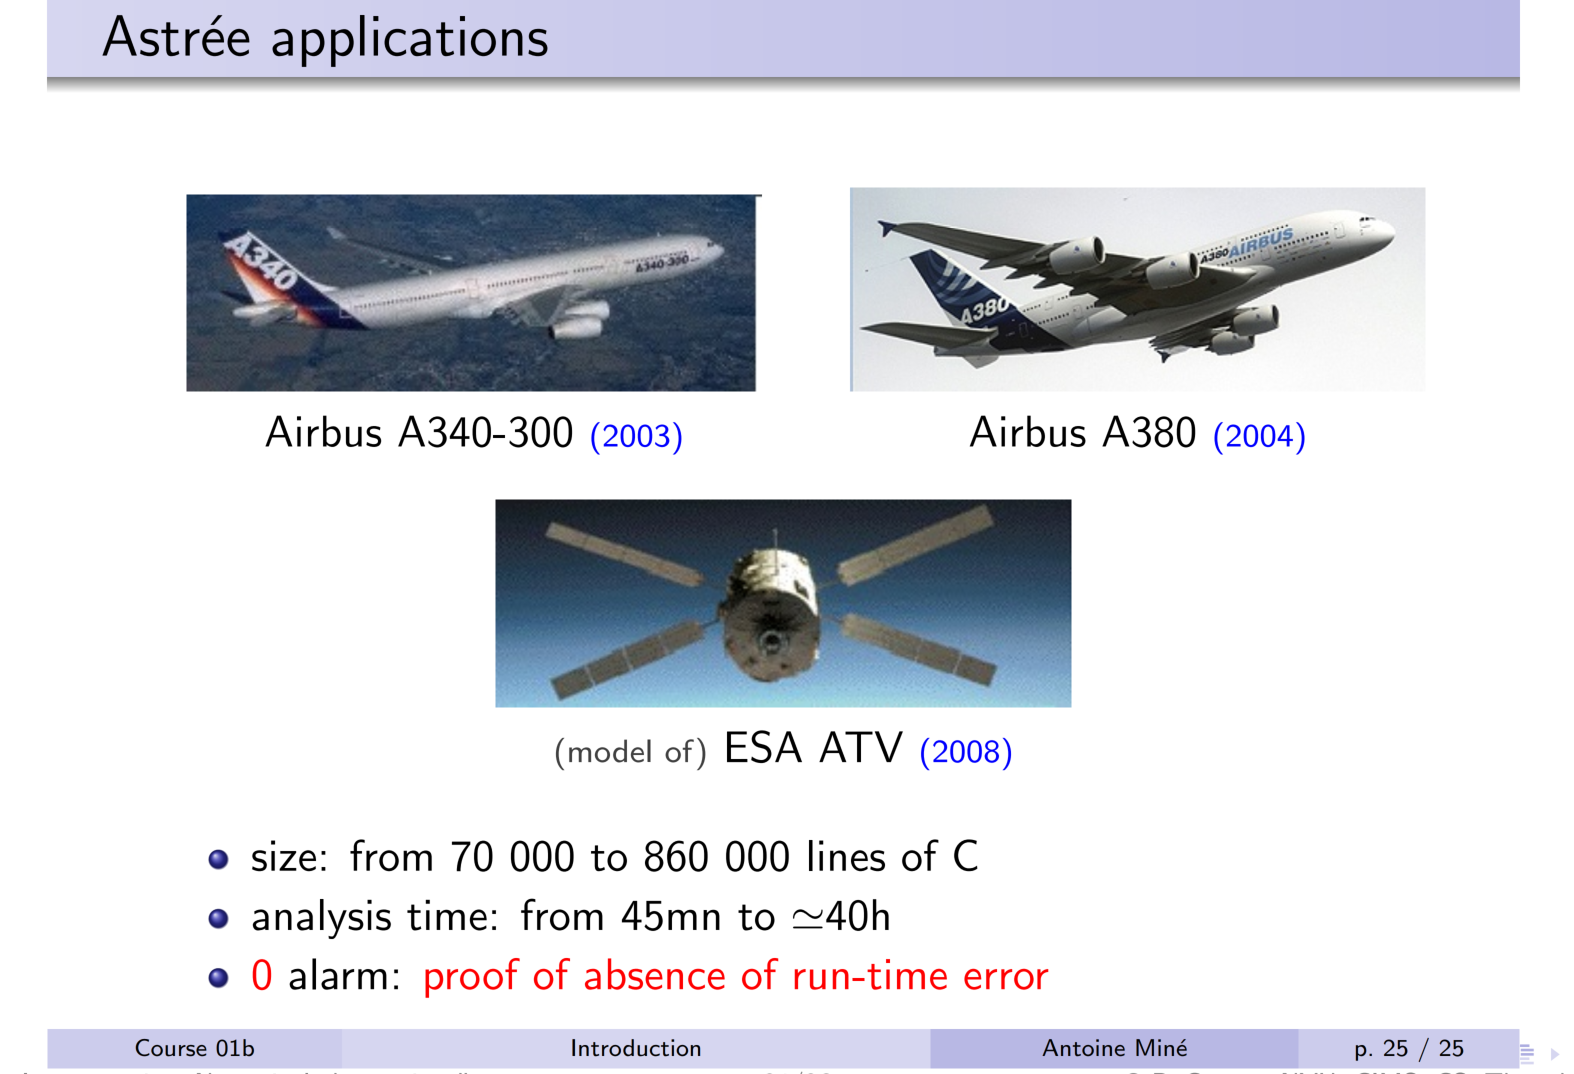 Astrée applications
A340
A340-300
A380
A380 AIRBUS
Airbus A340-300 (2003)
Airbus A380 (2004)
(model of) ESA ATV (2008)
size: from 70 000 to 860 000 lines of C
analysis time: from 45mn to ≃40h
0 alarm: proof of absence of run-time error
Course 01b Introduction Antoine Miné p. 25 / 25